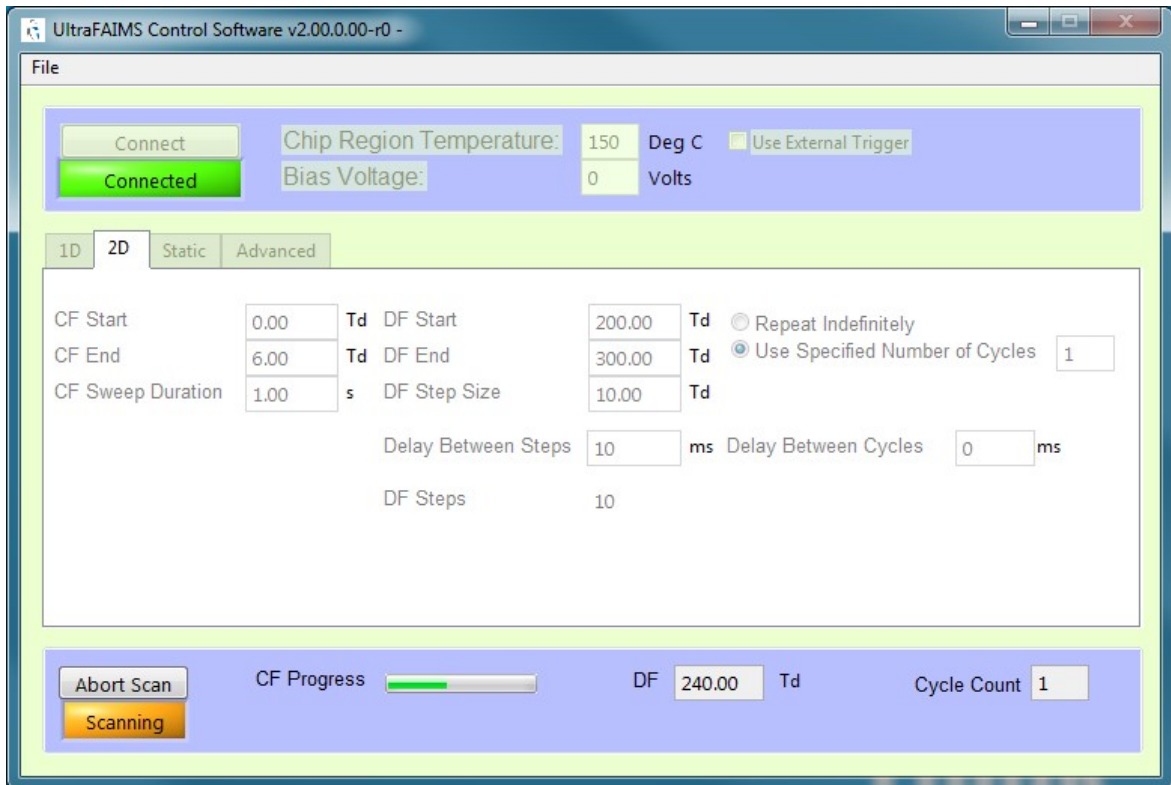 UltraFAIMS Control Software v2.00.0.00-r0 -
File
Connect
Connected
Chip Region Temperature: 150 Deg C Use External Trigger
Bias Voltage: 0 Volts
1D 2D Static Advanced
CF Start 0.00 Td DF Start 200.00 Td Repeat Indefinitely
CF End 6.00 Td DF End 300.00 Td Use Specified Number of Cycles 1
CF Sweep Duration 1.00 s DF Step Size 10.00 Td
Delay Between Steps 10 ms Delay Between Cycles 0 ms
DF Steps 10
Abort Scan CF Progress DF 240.00 Td Cycle Count 1
Scanning